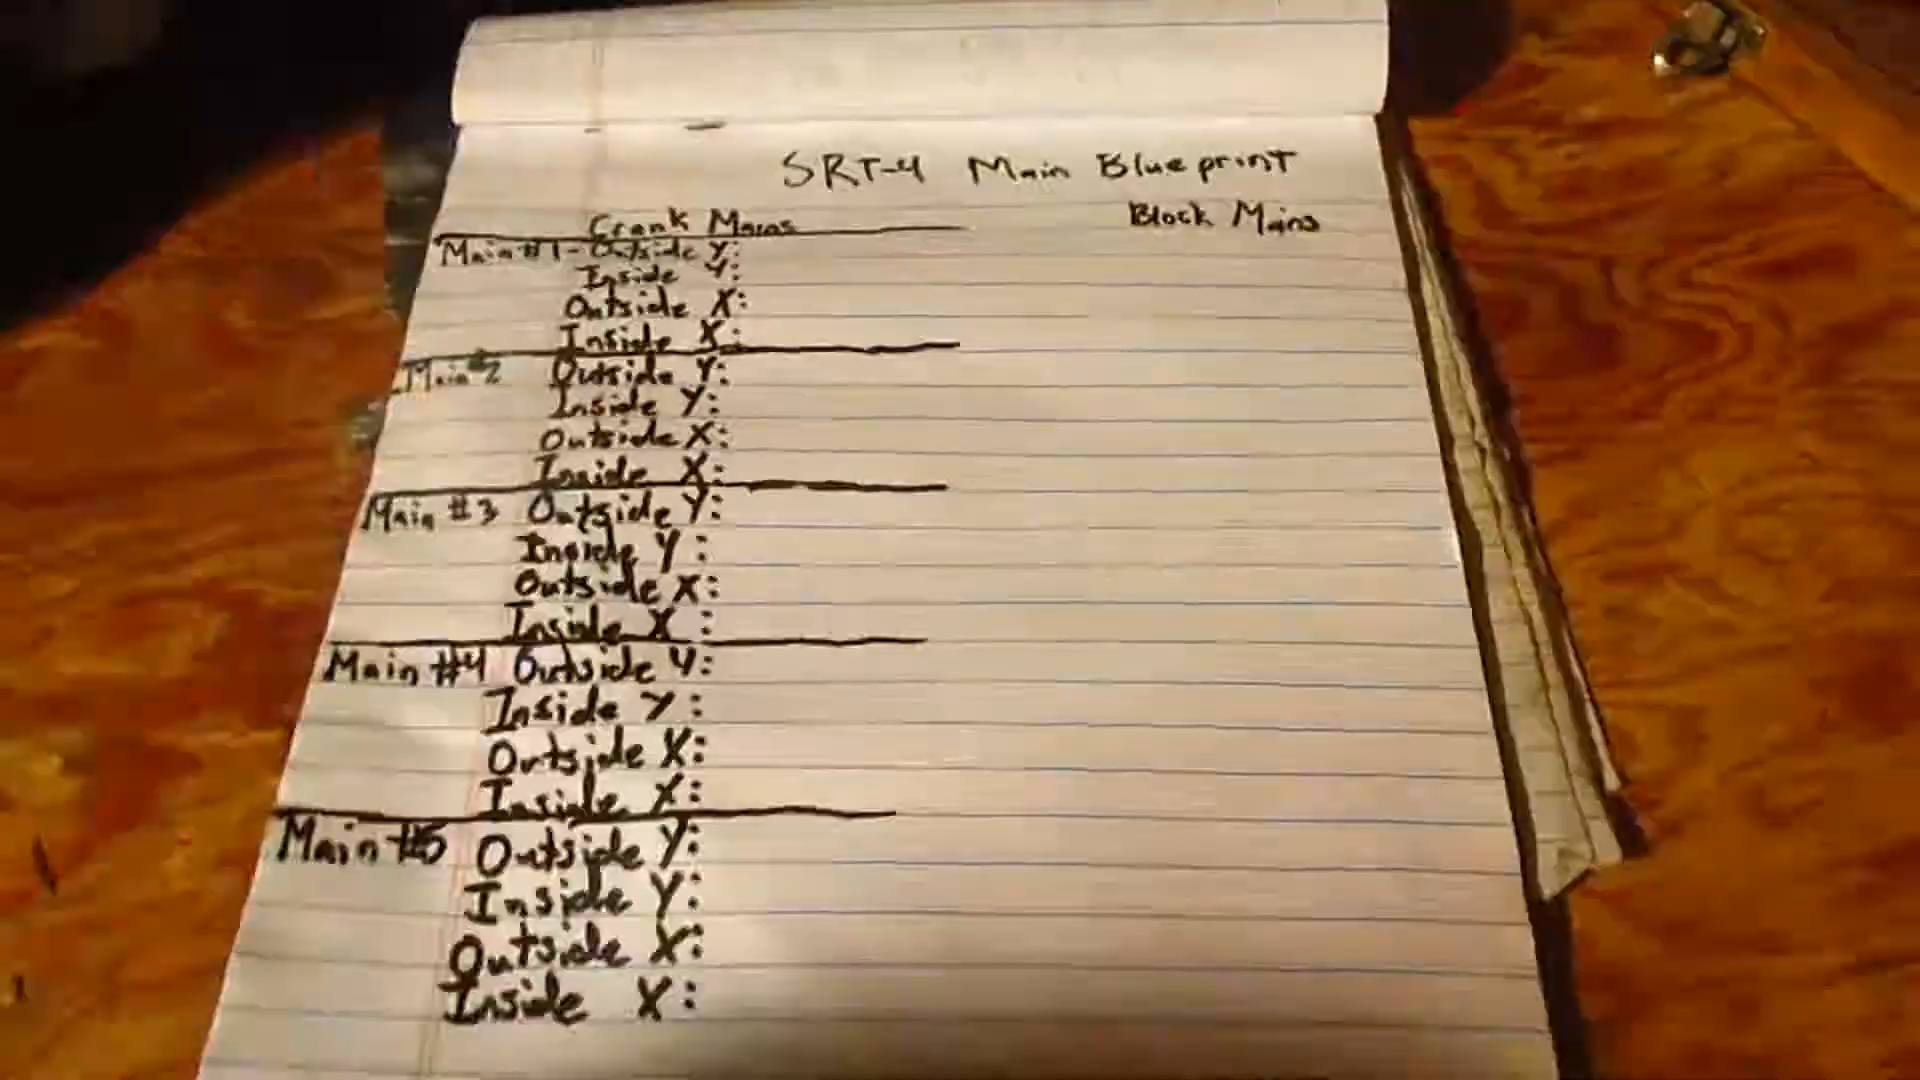 SRT-4 Main Blueprint
Crank Mains Block Mains
Main #1 - Outside Y:
Inside Y:
Outside X:
Inside X:
Main #2 Outside Y:
Inside Y:
Outside X:
Inside X:
Main #3 Outside Y:
Inside Y:
Outside X:
Inside X:
Main #4 Outside Y:
Inside Y:
Outside X:
Inside X:
Main #5 Outside Y:
Inside Y:
Outside X:
Inside X: